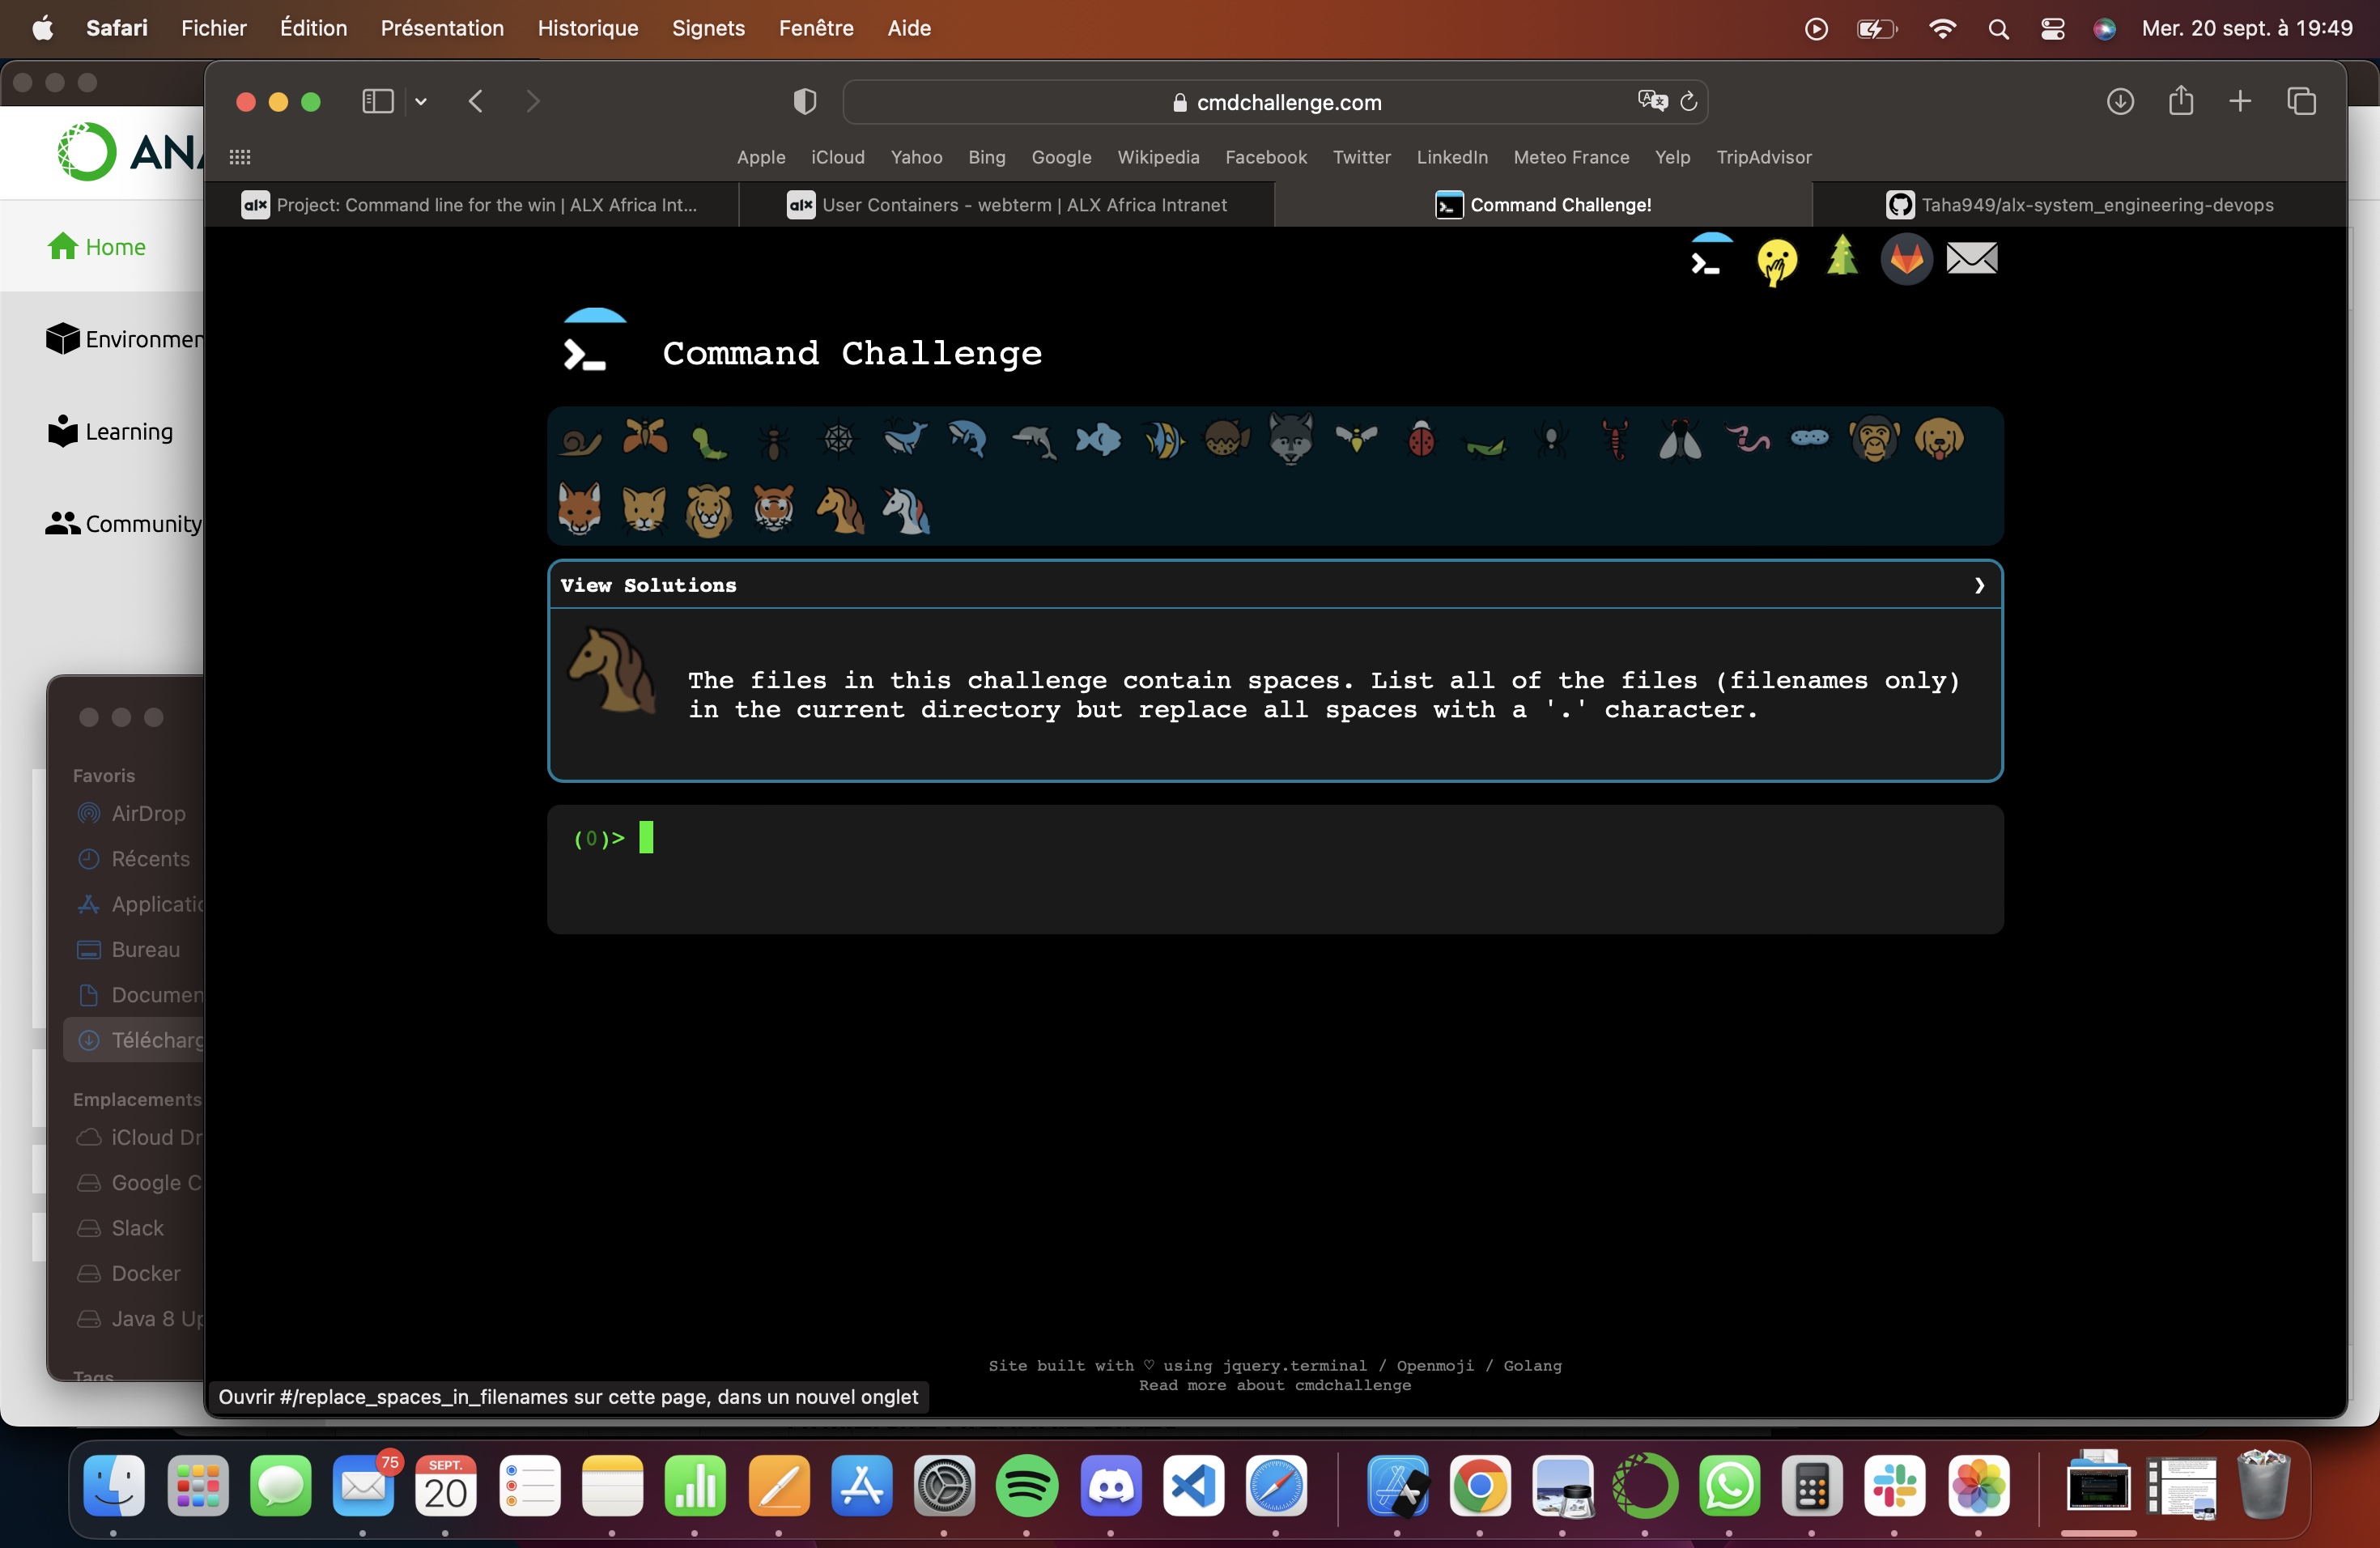 Safari Fichier Édition Présentation Historique Signets Fenêtre Aide Mer. 20 sept. à 19:49
cmdchallenge.com
Apple iCloud Yahoo Bing Google Wikipedia Facebook Twitter LinkedIn Meteo France Yelp TripAdvisor
Project: Command line for the win | ALX Africa Int... User Containers - webterm | ALX Africa Intranet Command Challenge! Taha949/alx-system_engineering-devops
ANA
Home
Environmen
Learning
Community
Command Challenge
View Solutions
The files in this challenge contain spaces. List all of the files (filenames only)
in the current directory but replace all spaces with a '.' character.
(0)>
Favoris
AirDrop
Récents
Applicatio
Bureau
Documen
Télécharg
Emplacements
iCloud Dr
Google C
Slack
Docker
Java 8 Up
Tags
Site built with ♡ using jquery.terminal / Openmoji / Golang
Read more about cmdchallenge
Ouvrir #/replace_spaces_in_filenames sur cette page, dans un nouvel onglet
75
SEPT.
20